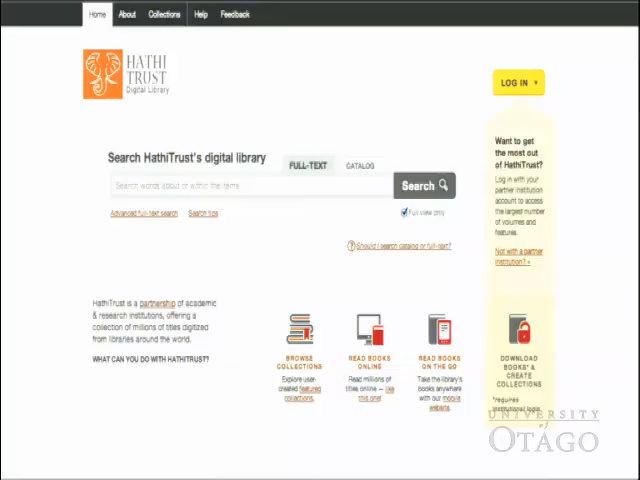 Home About Collections Help Feedback
HATHI
TRUST
Digital Library
LOG IN
Search HathiTrust's digital library
FULL-TEXT
CATALOG
Search words about or within the items
Search
Advanced full-text search
Search tips
Full view only
Should I search catalog or full-text?
Want to get
the most out
of HathiTrust?
Log in with your
partner institution
account to access
the largest number
of volumes and
features.
Not with a partner
institution? »
HathiTrust is a partnership of academic
& research institutions, offering a
collection of millions of titles digitized
from libraries around the world.
WHAT CAN YOU DO WITH HATHITRUST?
BROWSE
COLLECTIONS
Explore user-
created featured
collections.
READ BOOKS
ONLINE
Read millions of
titles online — like
this one!
READ BOOKS
ON THE GO
Take the library's
books anywhere
with our mobile
website.
DOWNLOAD
BOOKS* &
CREATE
COLLECTIONS
*requires
institutional login
UNIVERSITY
of
OTAGO